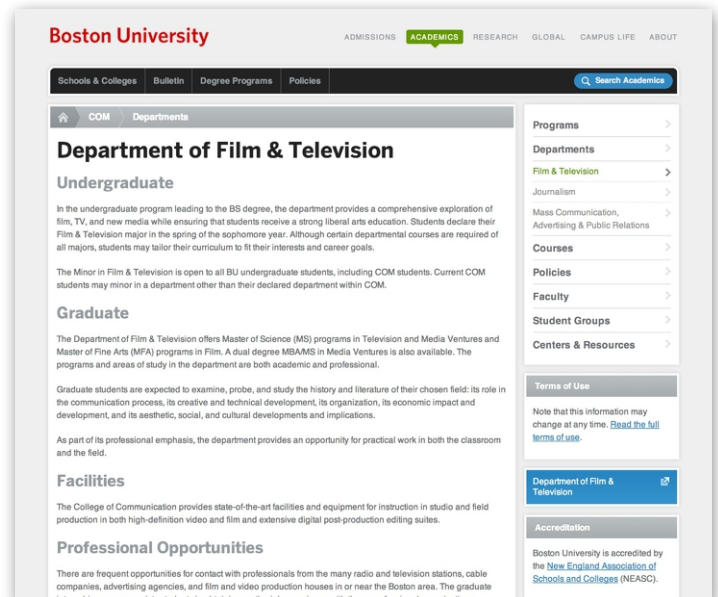 Boston University
ADMISSIONS ACADEMICS RESEARCH GLOBAL CAMPUS LIFE ABOUT
Schools & Colleges Bulletin Degree Programs Policies Search Academics
COM Departments
Department of Film & Television
Undergraduate
In the undergraduate program leading to the BS degree, the department provides a comprehensive exploration of
film, TV, and new media while ensuring that students receive a strong liberal arts education. Students declare their
Film & Television major in the spring of the sophomore year. Although certain departmental courses are required of
all majors, students may tailor their curriculum to fit their interests and career goals.
The Minor in Film & Television is open to all BU undergraduate students, including COM students. Current COM
students may minor in a department other than their declared department within COM.
Graduate
The Department of Film & Television offers Master of Science (MS) programs in Television and Media Ventures and
Master of Fine Arts (MFA) programs in Film. A dual degree MBA/MS in Media Ventures is also available. The
programs and areas of study in the department are both academic and professional.
Graduate students are expected to examine, probe, and study the history and literature of their chosen field: its role in
the communication process, its creative and technical development, its organization, its economic impact and
development, and its aesthetic, social, and cultural developments and implications.
As part of its professional emphasis, the department provides an opportunity for practical work in both the classroom
and the field.
Facilities
The College of Communication provides state-of-the-art facilities and equipment for instruction in studio and field
production in both high-definition video and film and extensive digital post-production editing suites.
Professional Opportunities
There are frequent opportunities for contact with professionals from the many radio and television stations, cable
companies, advertising agencies, and film and video production houses in or near the Boston area. The graduate
Programs
Departments
Film & Television
Journalism
Mass Communication,
Advertising & Public Relations
Courses
Policies
Faculty
Student Groups
Centers & Resources
Terms of Use
Note that this information may
change at any time. Read the full
terms of use.
Department of Film &
Television
Accreditation
Boston University is accredited by
the New England Association of
Schools and Colleges (NEASC).